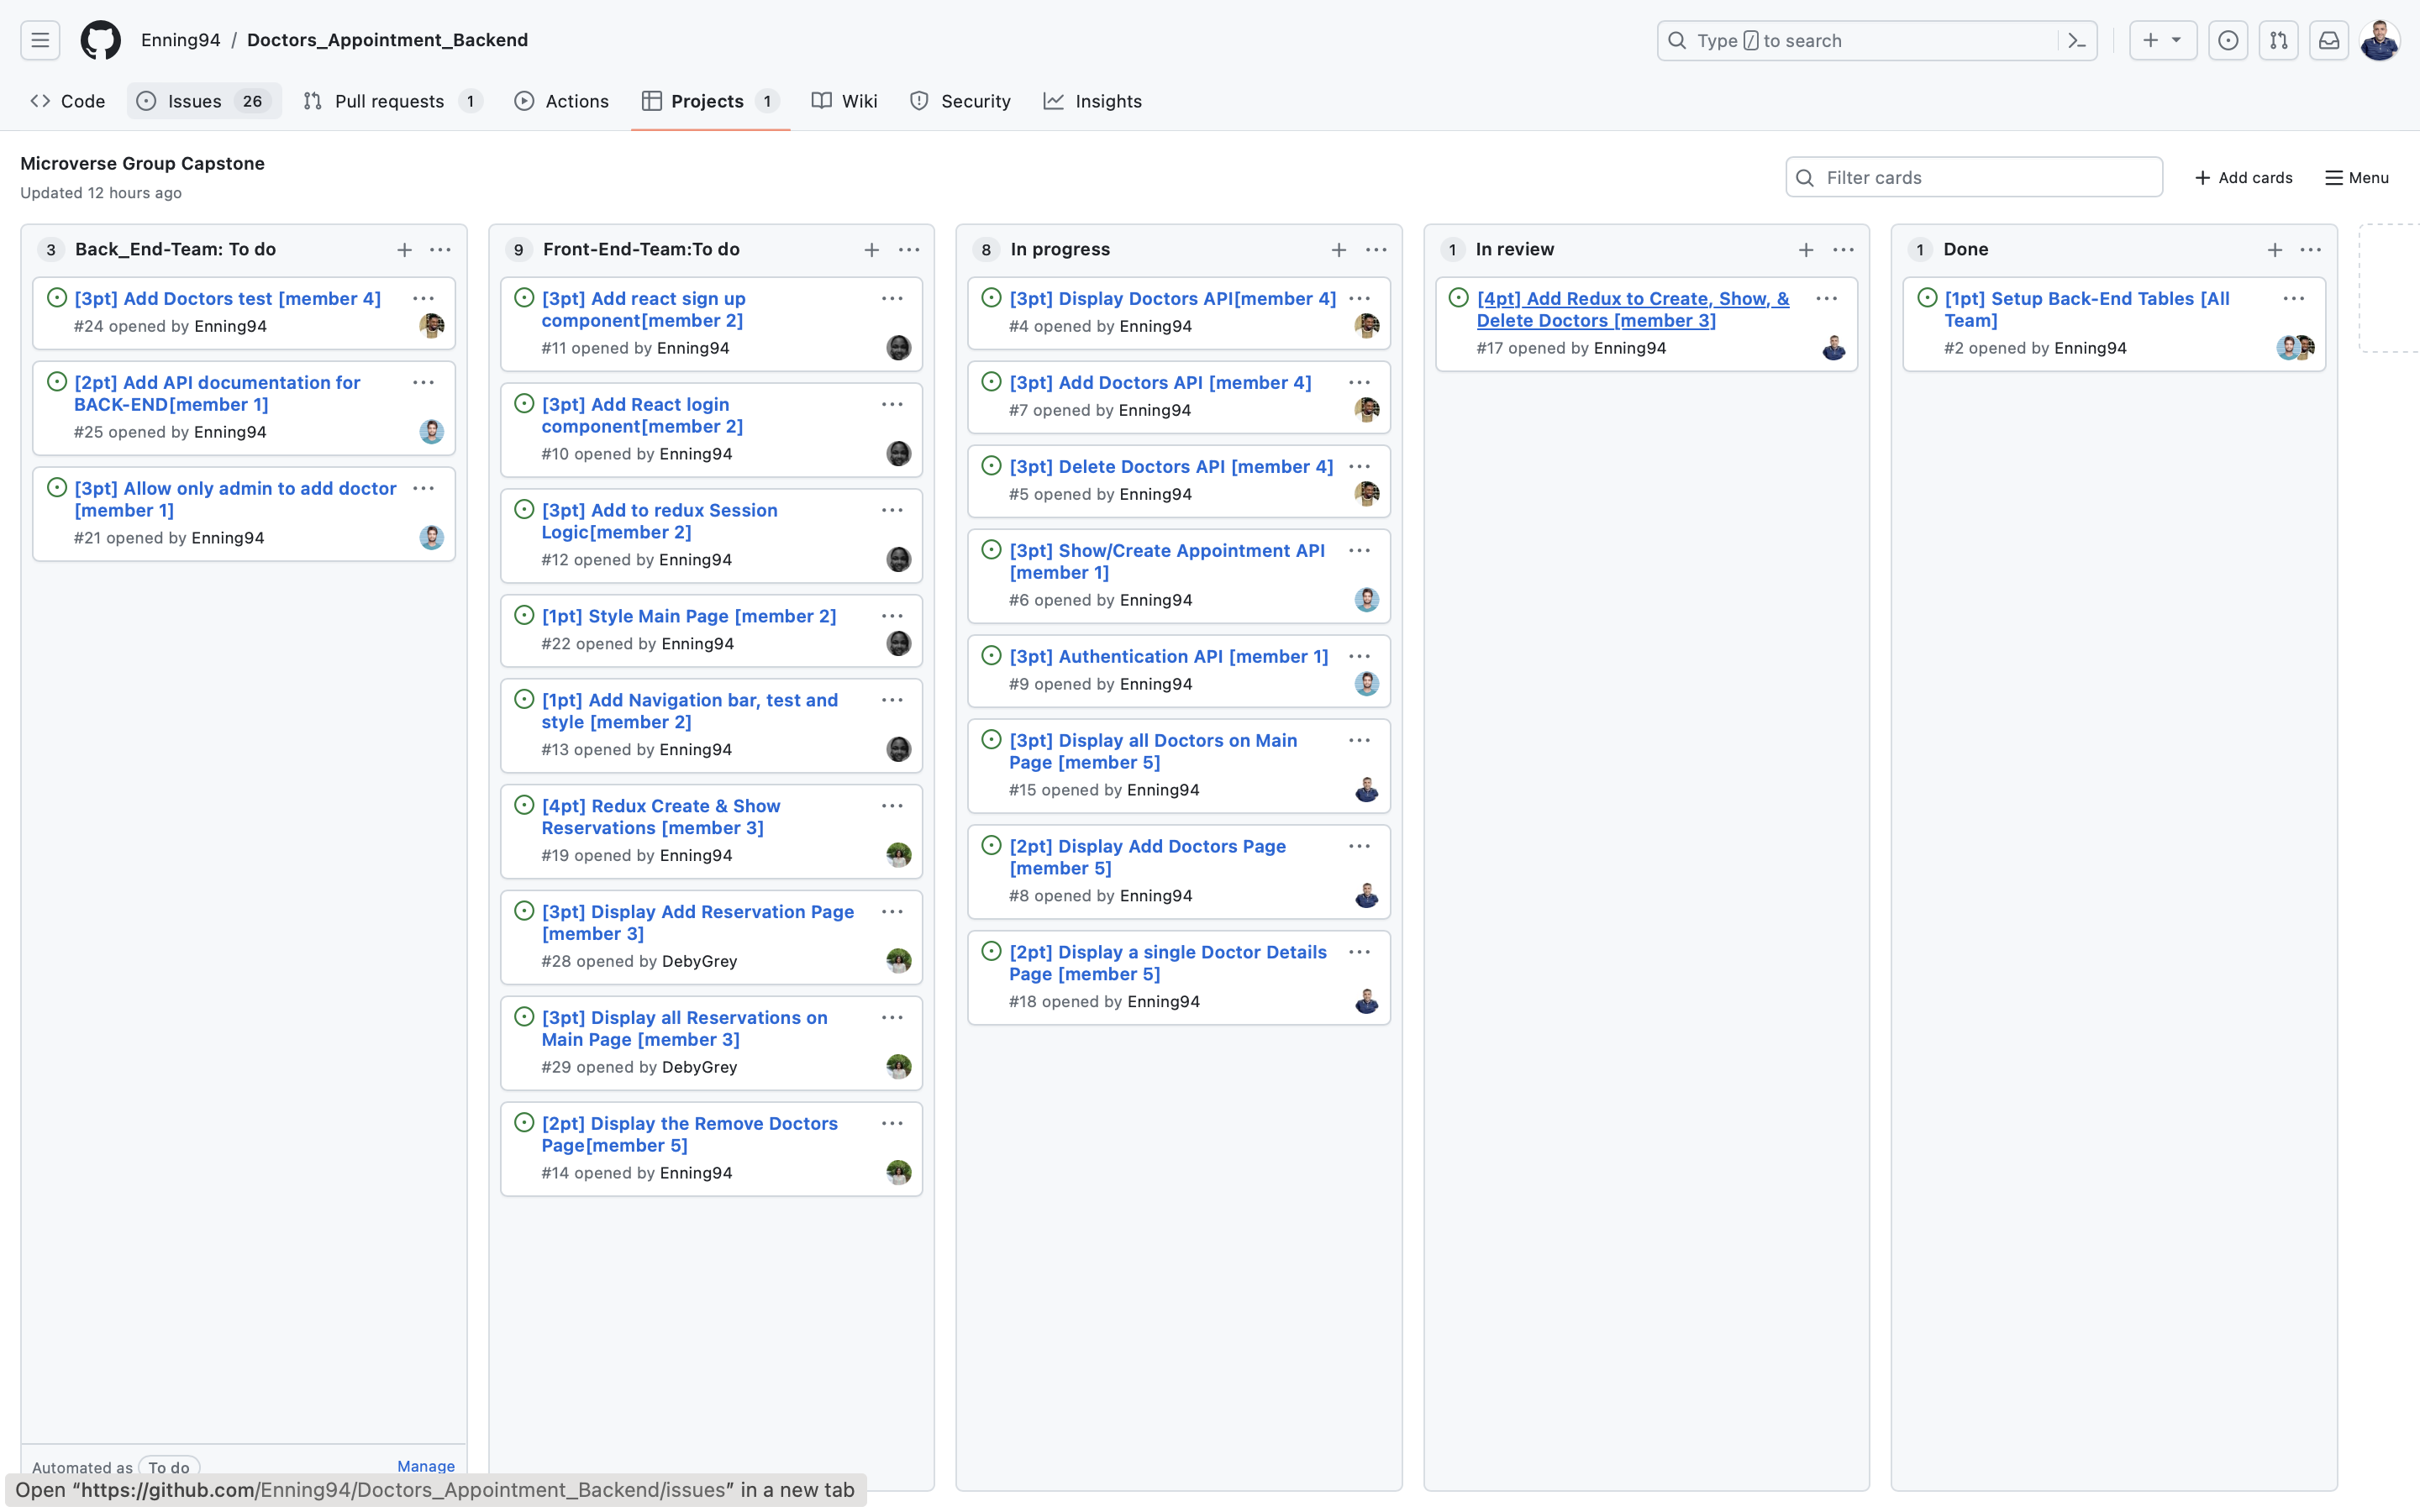 Enning94 / Doctors_Appointment_Backend
Type / to search
Code
Issues 26
Pull requests 1
Actions
Projects 1
Wiki
Security
Insights
Microverse Group Capstone
Updated 12 hours ago
Filter cards
Add cards
Menu
3 Back_End-Team: To do
[3pt] Add Doctors test [member 4]
#24 opened by Enning94
[2pt] Add API documentation for
BACK-END[member 1]
#25 opened by Enning94
[3pt] Allow only admin to add doctor
[member 1]
#21 opened by Enning94
Automated as To do
Manage
9 Front-End-Team:To do
[3pt] Add react sign up
component[member 2]
#11 opened by Enning94
[3pt] Add React login
component[member 2]
#10 opened by Enning94
[3pt] Add to redux Session
Logic[member 2]
#12 opened by Enning94
[1pt] Style Main Page [member 2]
#22 opened by Enning94
[1pt] Add Navigation bar, test and
style [member 2]
#13 opened by Enning94
[4pt] Redux Create & Show
Reservations [member 3]
#19 opened by Enning94
[3pt] Display Add Reservation Page
[member 3]
#28 opened by DebyGrey
[3pt] Display all Reservations on
Main Page [member 3]
#29 opened by DebyGrey
[2pt] Display the Remove Doctors
Page[member 5]
#14 opened by Enning94
8 In progress
[3pt] Display Doctors API[member 4]
#4 opened by Enning94
[3pt] Add Doctors API [member 4]
#7 opened by Enning94
[3pt] Delete Doctors API [member 4]
#5 opened by Enning94
[3pt] Show/Create Appointment API
[member 1]
#6 opened by Enning94
[3pt] Authentication API [member 1]
#9 opened by Enning94
[3pt] Display all Doctors on Main
Page [member 5]
#15 opened by Enning94
[2pt] Display Add Doctors Page
[member 5]
#8 opened by Enning94
[2pt] Display a single Doctor Details
Page [member 5]
#18 opened by Enning94
1 In review
[4pt] Add Redux to Create, Show, &
Delete Doctors [member 3]
#17 opened by Enning94
1 Done
[1pt] Setup Back-End Tables [All
Team]
#2 opened by Enning94
Open “https://github.com/Enning94/Doctors_Appointment_Backend/issues” in a new tab